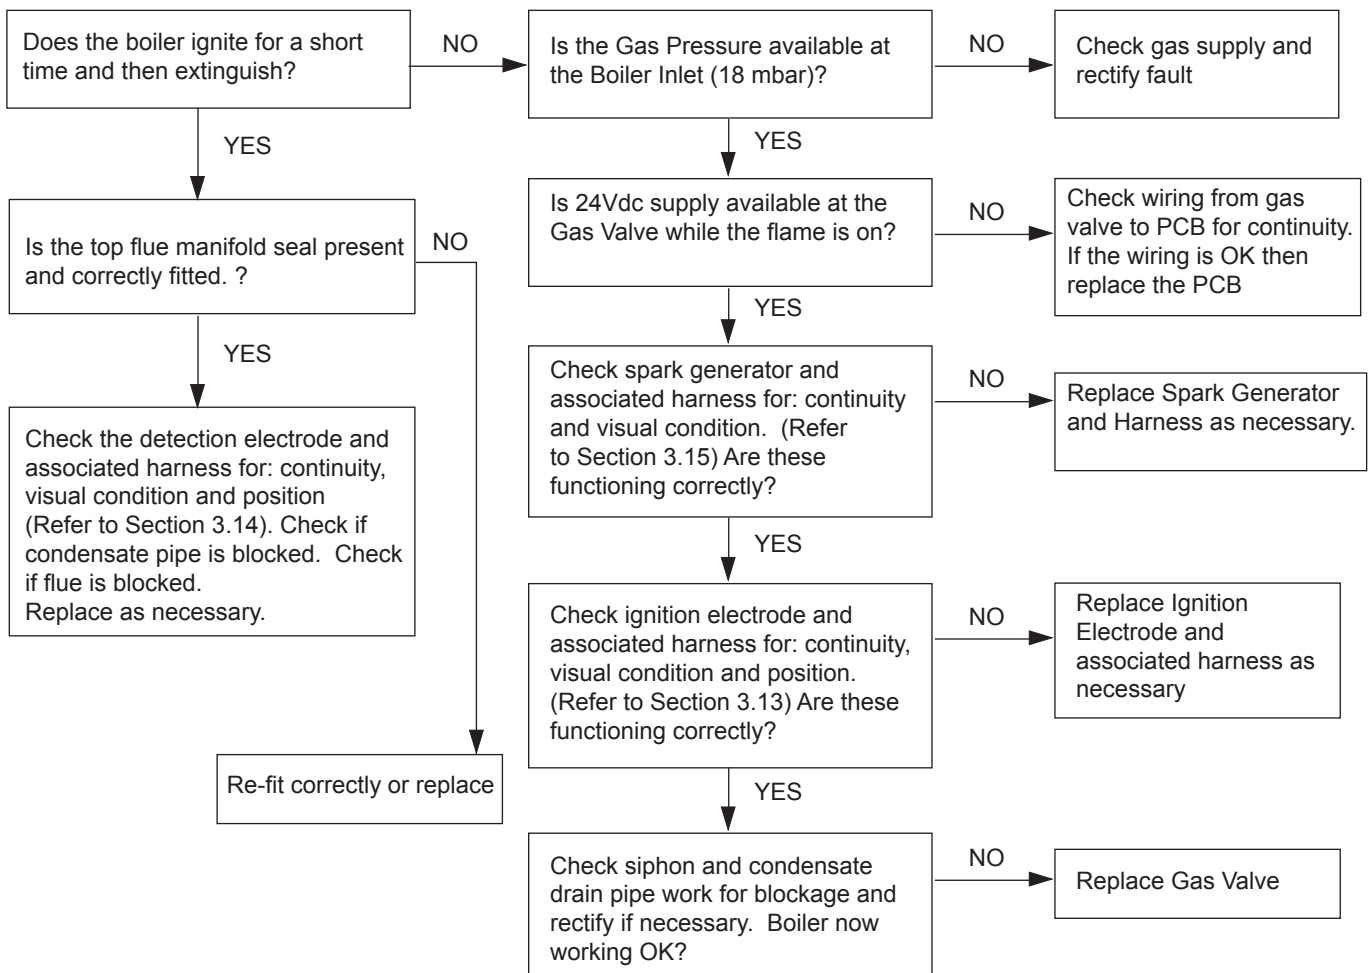 Does the boiler ignite for a short
time and then extinguish?
NO
Is the Gas Pressure available at
the Boiler Inlet (18 mbar)?
NO
Check gas supply and
rectify fault
YES
YES
Is the top flue manifold seal present
and correctly fitted. ?
NO
Is 24Vdc supply available at the
Gas Valve while the flame is on?
NO
Check wiring from gas
valve to PCB for continuity.
If the wiring is OK then
replace the PCB
YES
YES
Check the detection electrode and
associated harness for: continuity,
visual condition and position
(Refer to Section 3.14). Check if
condensate pipe is blocked.  Check
if flue is blocked.
Replace as necessary.
Check spark generator and
associated harness for: continuity
and visual condition.  (Refer
to Section 3.15) Are these
functioning correctly?
NO
Replace Spark Generator
and Harness as necessary.
YES
Check ignition electrode and
associated harness for: continuity,
visual condition and position.
(Refer to Section 3.13) Are these
functioning correctly?
NO
Replace Ignition
Electrode and
associated harness as
necessary
Re-fit correctly or replace
YES
Check siphon and condensate
drain pipe work for blockage and
rectify if necessary.  Boiler now
working OK?
NO
Replace Gas Valve